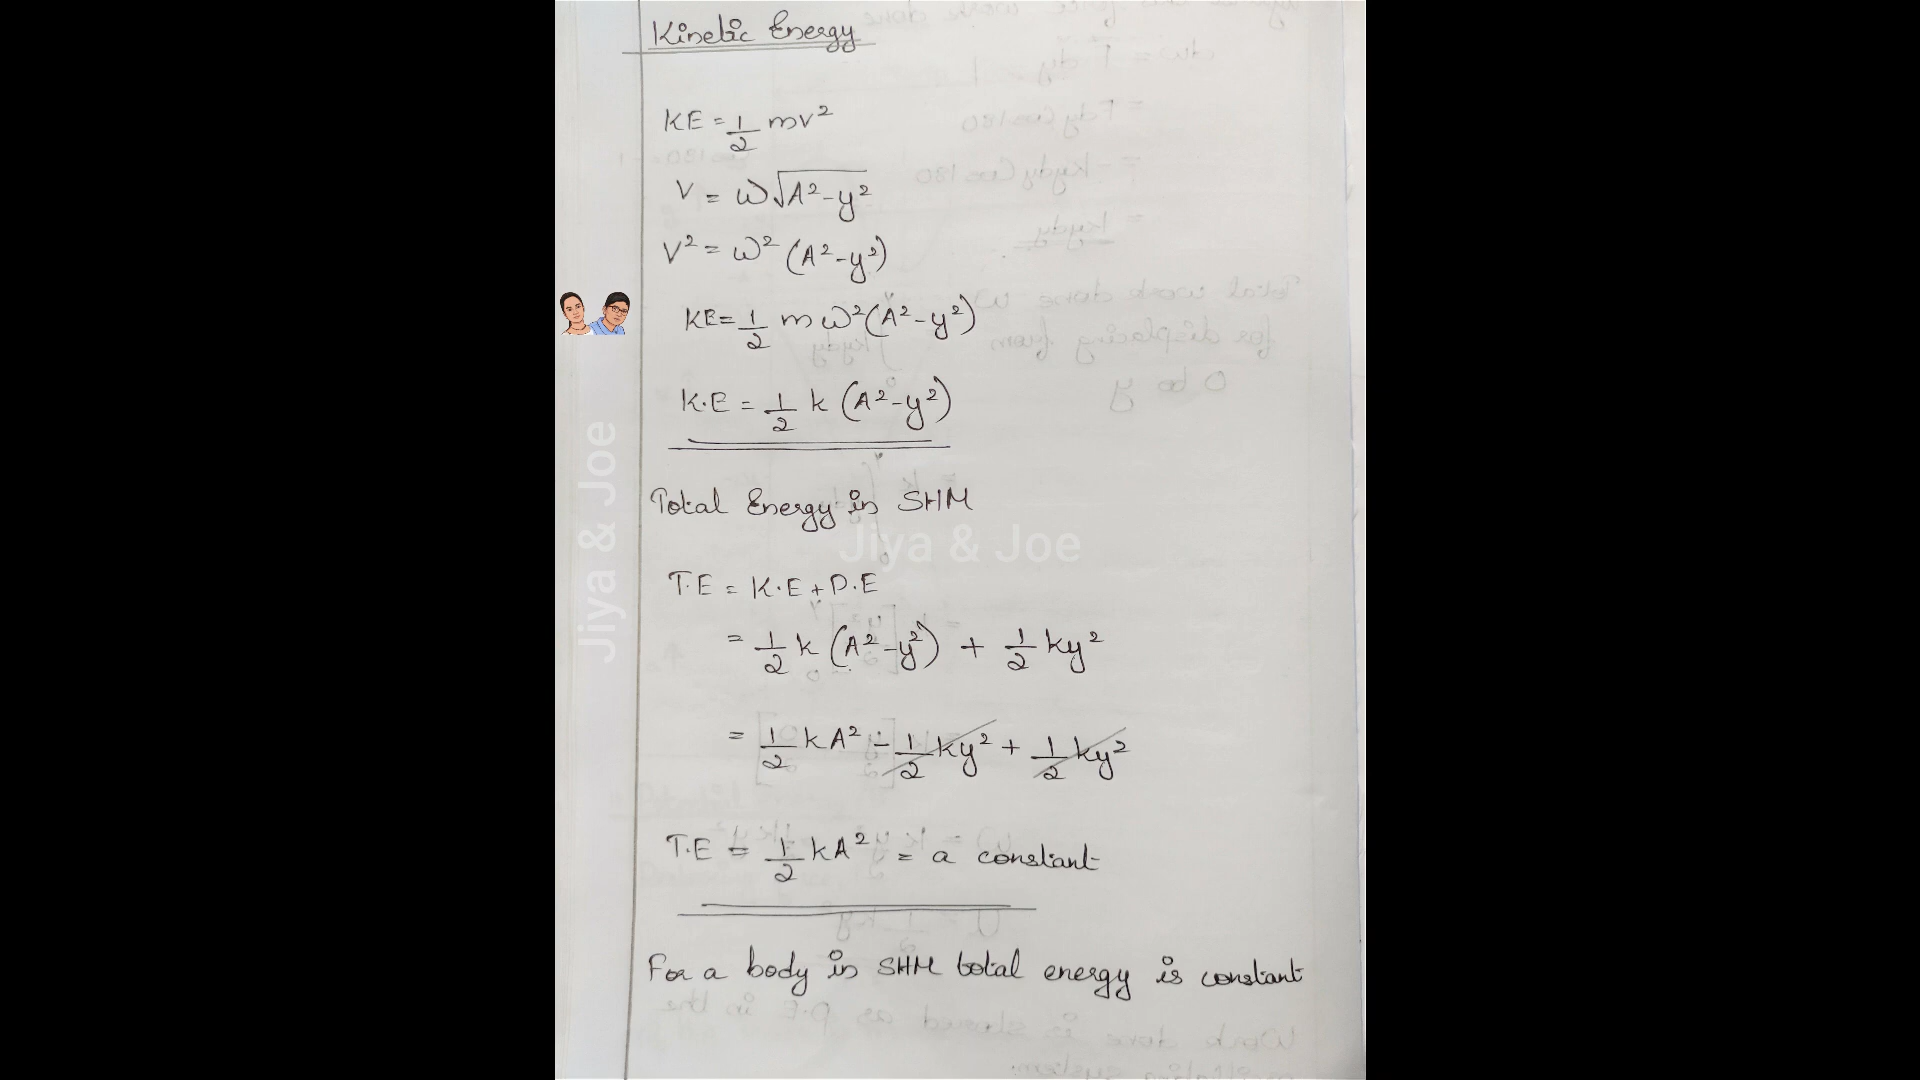 Kinetic Energy
KE = 1/2 mv²
V = ω√A²-y²
V² = ω² (A²-y²)
KE = 1/2 m ω² (A²-y²)
K.E = 1/2 k (A²-y²)
Total Energy in SHM
Jiya & Joe
Jiya & Joe
T.E = K.E + P.E
= 1/2 k (A²-y²) + 1/2 ky²
= 1/2 kA² - 1/2 ky² + 1/2 ky²
T.E = 1/2 kA² = a constant
For a body in SHM total energy is constant